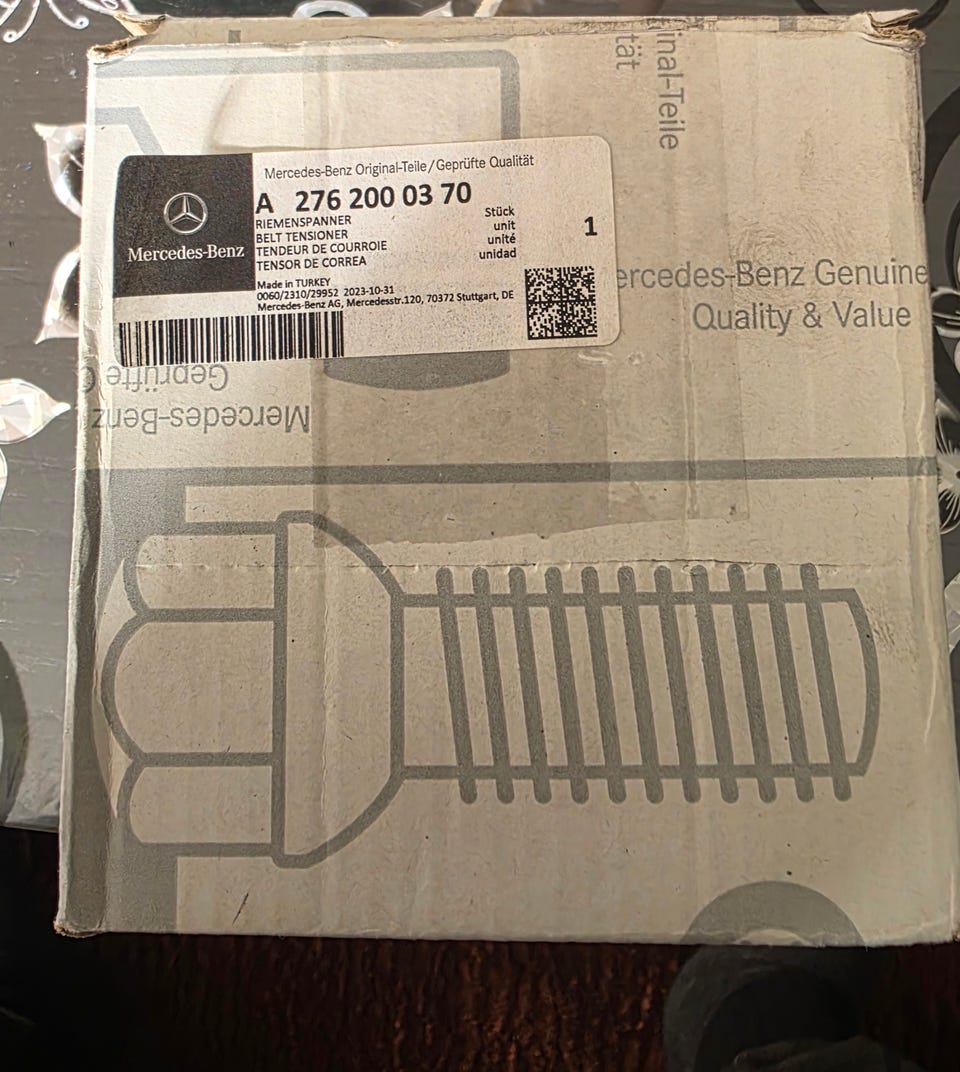 inal-Teile
tät
Mercedes-Benz Original-Teile/Geprüfte Qualität
A 276 200 03 70
RIEMENSPANNER
BELT TENSIONER
TENDEUR DE COURROIE
TENSOR DE CORREA
Stück
unit
unité
unidad
1
Mercedes-Benz
Made in TURKEY
0060/2310/29952 2023-10-31
Mercedes-Benz AG, Mercedesstr.120, 70372 Stuttgart, DE
ercedes-Benz Genuine
Quality & Value
Mercedes-Benz
Geprüfte